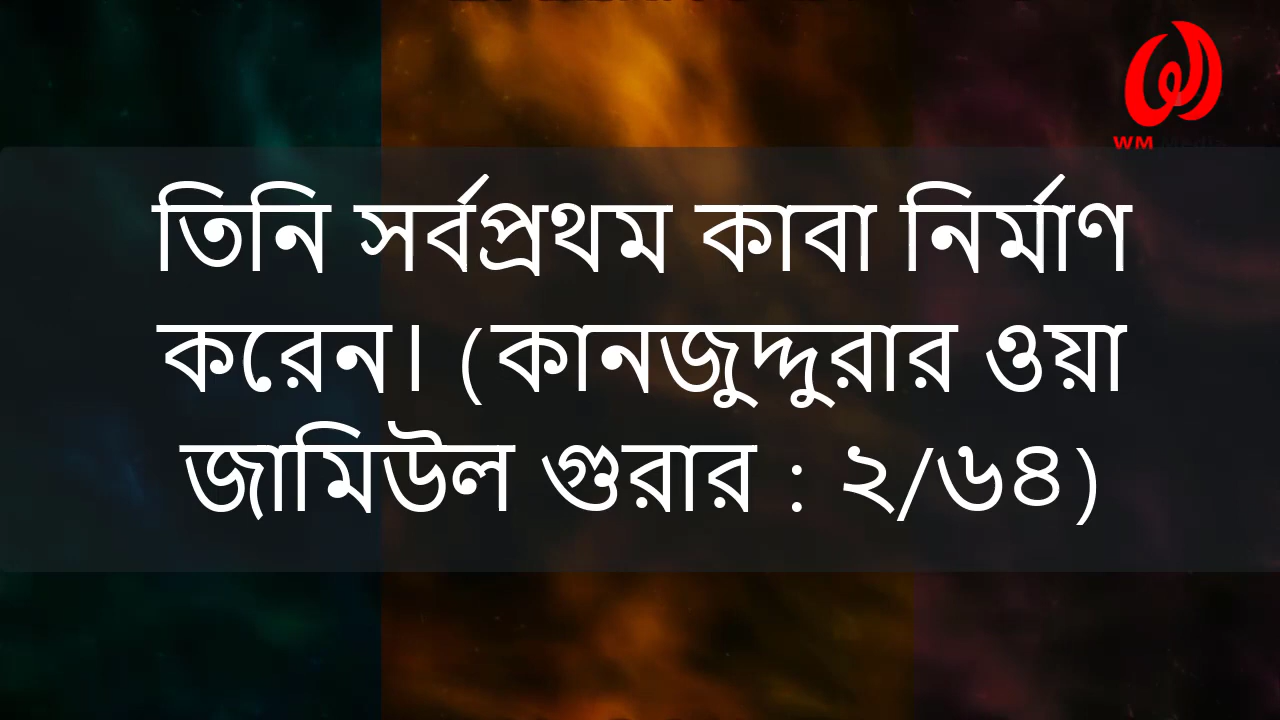 WM
তিনি সর্বপ্রথম কাবা নির্মাণ
করেন। (কানজুদ্দুরার ওয়া
জামিউল গুরার : ২/৬৪)